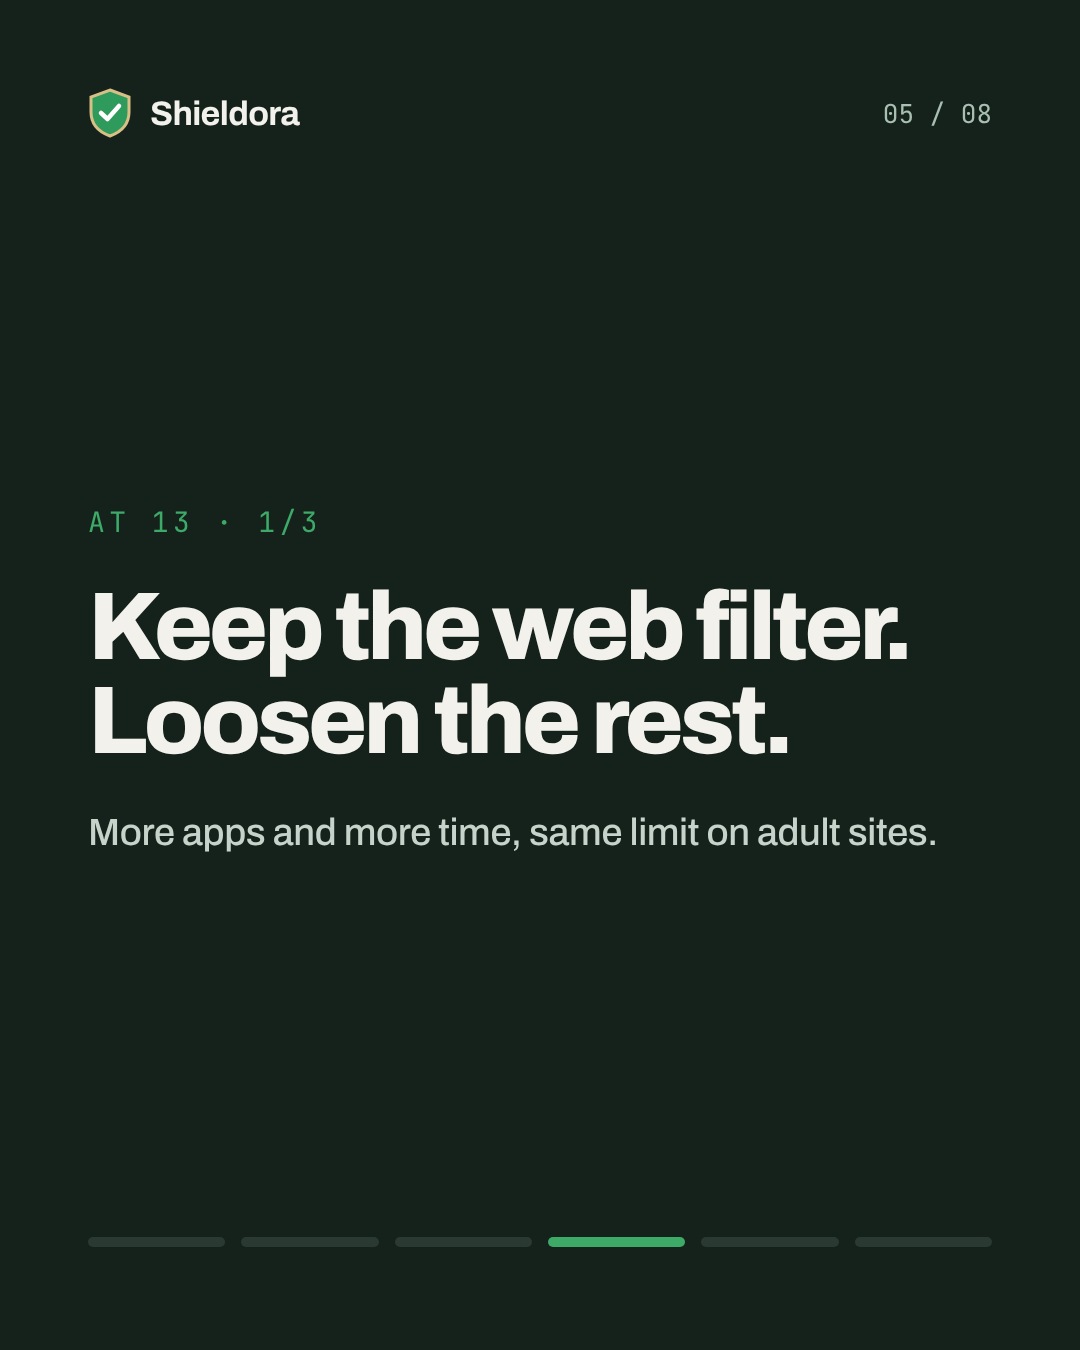 Shieldora
05 / 08
AT 13 · 1/3
Keep the web filter.
Loosen the rest.
More apps and more time, same limit on adult sites.